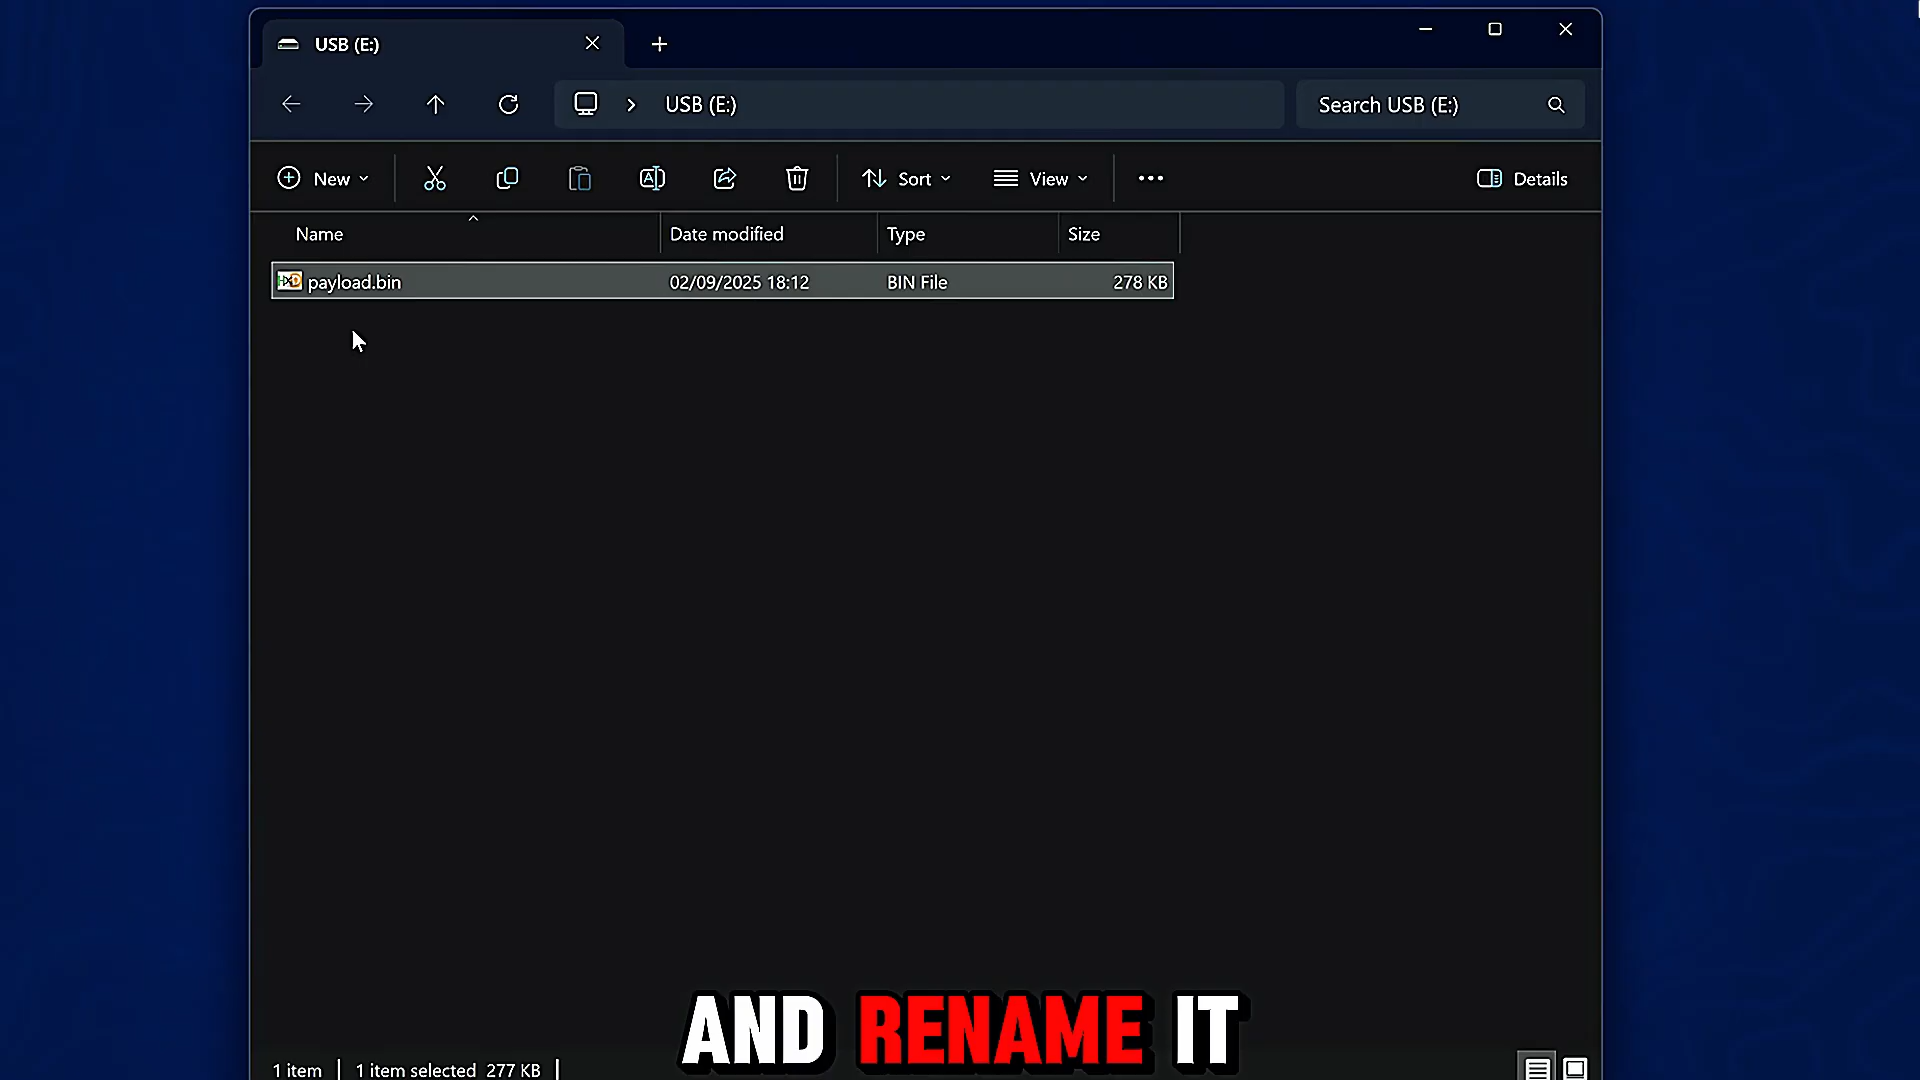 USB (E:)
USB (E:)
Search USB (E:)
New
Sort
View
Details
Name
Date modified
Type
Size
payload.bin
02/09/2025 18:12
BIN File
278 KB
AND RENAME IT
1 item
1 item selected 277 KB